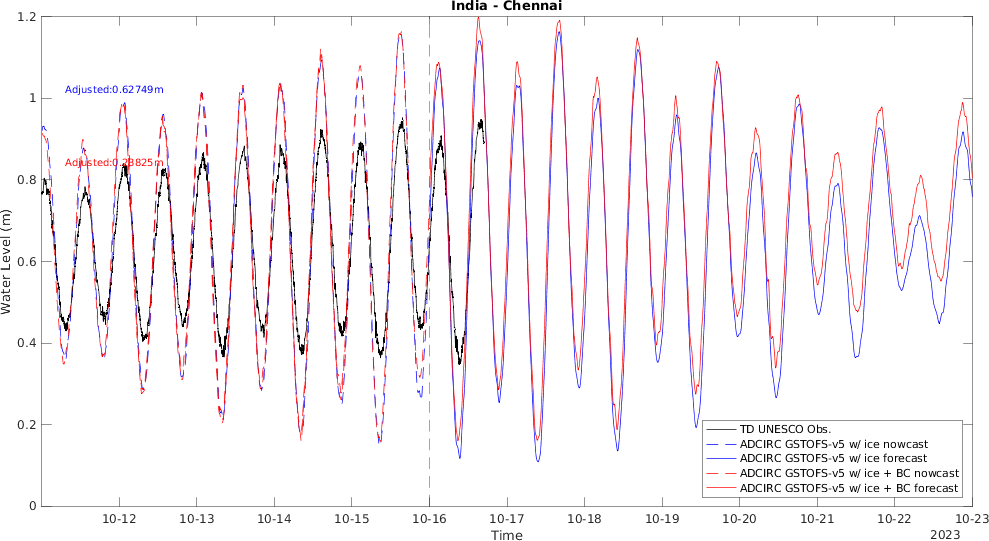 India - Chennai
Water Level (m)
1.2
1
0.8
0.6
0.4
0.2
0
Adjusted:0.62749m
Adjusted:0.28825m
TD UNESCO Obs.
ADCIRC GSTOFS-v5 w/ ice nowcast
ADCIRC GSTOFS-v5 w/ ice forecast
ADCIRC GSTOFS-v5 w/ ice + BC nowcast
ADCIRC GSTOFS-v5 w/ ice + BC forecast
10-12 10-13 10-14 10-15 10-16 10-17 10-18 10-19 10-20 10-21 10-22 10-23
Time
2023